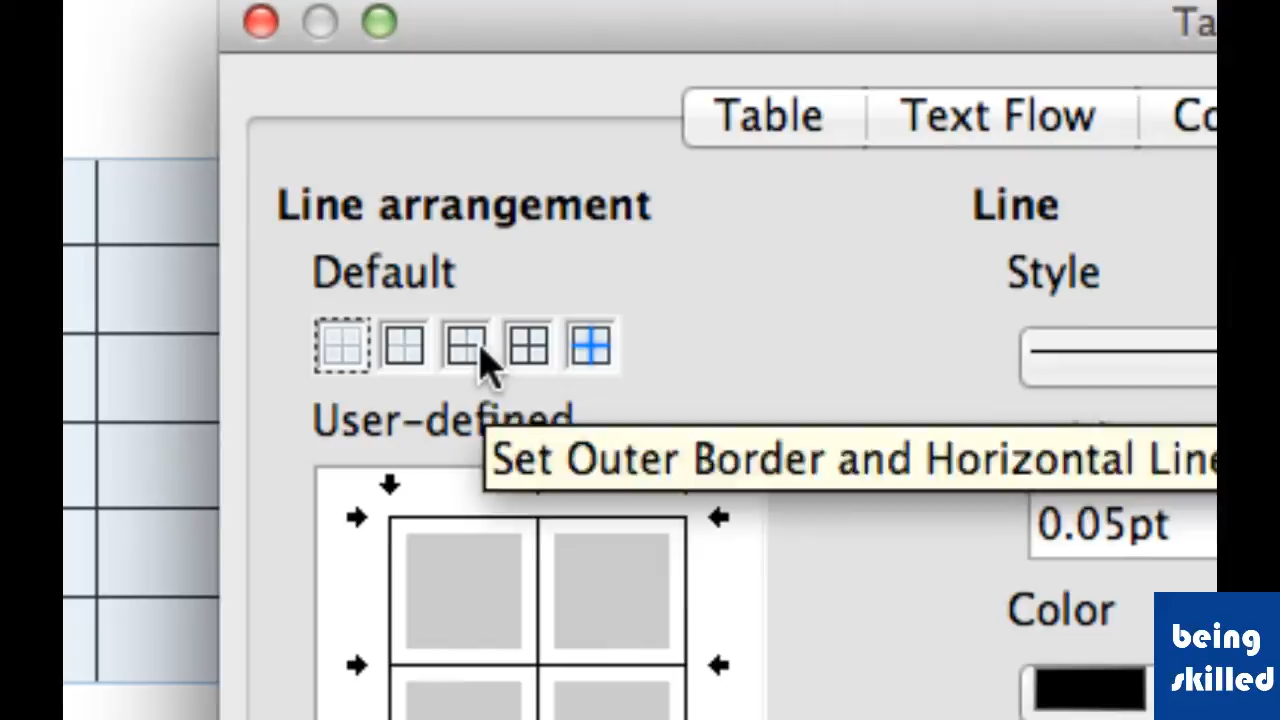 Table
Text Flow
Line arrangement
Line
Default
Style
User-defined
Set Outer Border and Horizontal
0.05pt
Color
being
skilled